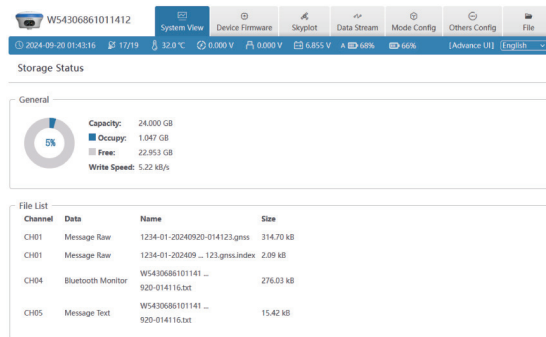 W54306861011412
System View
Device Firmware
Skyplot
Data Stream
Mode Config
Others Config
File
2024-09-20 01:43:16 17/19 32.0 ℃ 0.000 V 0.000 V 6.855 V A 68% 66% [Advance UI] English
Storage Status
General
5%
Capacity: 24.000 GB
Occupy: 1.047 GB
Free: 22.953 GB
Write Speed: 5.22 kB/s
File List
Channel Data Name Size
CH01 Message Raw 1234-01-20240920-014123.gnss 314.70 kB
CH01 Message Raw 1234-01-202409 ... 123.gnss.index 2.09 kB
CH04 Bluetooth Monitor W5430686101141 ... 276.03 kB
920-014116.txt
CH05 Message Text W5430686101141 ... 15.42 kB
920-014116.txt